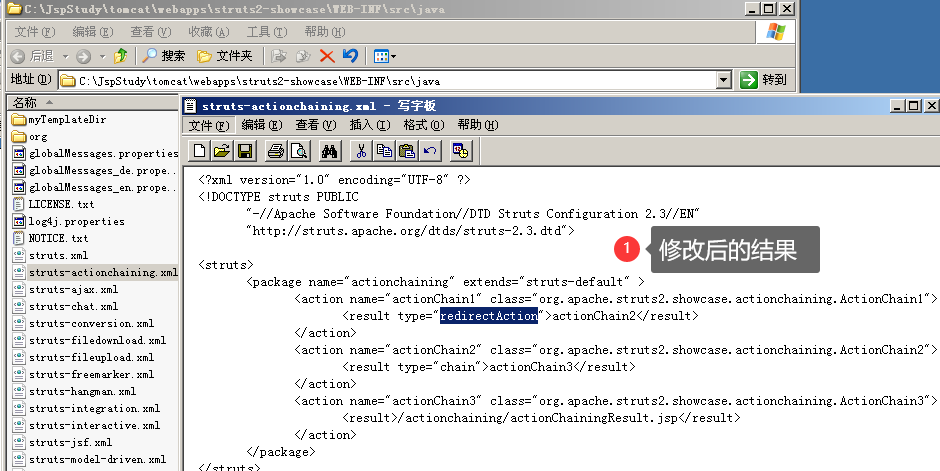 C:\JspStudy\tomcat\webapps\struts2-showcase\WEB-INF\src\java
文件(F) 编辑(E) 查看(V) 收藏(A) 工具(T) 帮助(H)
后退 搜索 文件夹
地址(D) C:\JspStudy\tomcat\webapps\struts2-showcase\WEB-INF\src\java 转到
名称
myTemplateDir
org
globalMessages.properties
globalMessages_de.prope...
globalMessages_en.prope...
LICENSE.txt
log4j.properties
NOTICE.txt
struts.xml
struts-actionchaining.xml
struts-ajax.xml
struts-chat.xml
struts-conversion.xml
struts-filedownload.xml
struts-fileupload.xml
struts-freemarker.xml
struts-hangman.xml
struts-integration.xml
struts-interactive.xml
struts-jsf.xml
struts-model-driven.xml
struts-actionchaining.xml - 写字板
文件(F) 编辑(E) 查看(V) 插入(I) 格式(O) 帮助(H)
<?xml version="1.0" encoding="UTF-8" ?>
<!DOCTYPE struts PUBLIC
"-//Apache Software Foundation//DTD Struts Configuration 2.3//EN"
"http://struts.apache.org/dtds/struts-2.3.dtd">
1 修改后的结果
<struts>
<package name="actionchaining" extends="struts-default" >
<action name="actionChain1" class="org.apache.struts2.showcase.actionchaining.ActionChain1">
<result type="redirectAction">actionChain2</result>
</action>
<action name="actionChain2" class="org.apache.struts2.showcase.actionchaining.ActionChain2">
<result type="chain">actionChain3</result>
</action>
<action name="actionChain3" class="org.apache.struts2.showcase.actionchaining.ActionChain3">
<result>/actionchaining/actionChainingResult.jsp</result>
</action>
</package>
</struts>